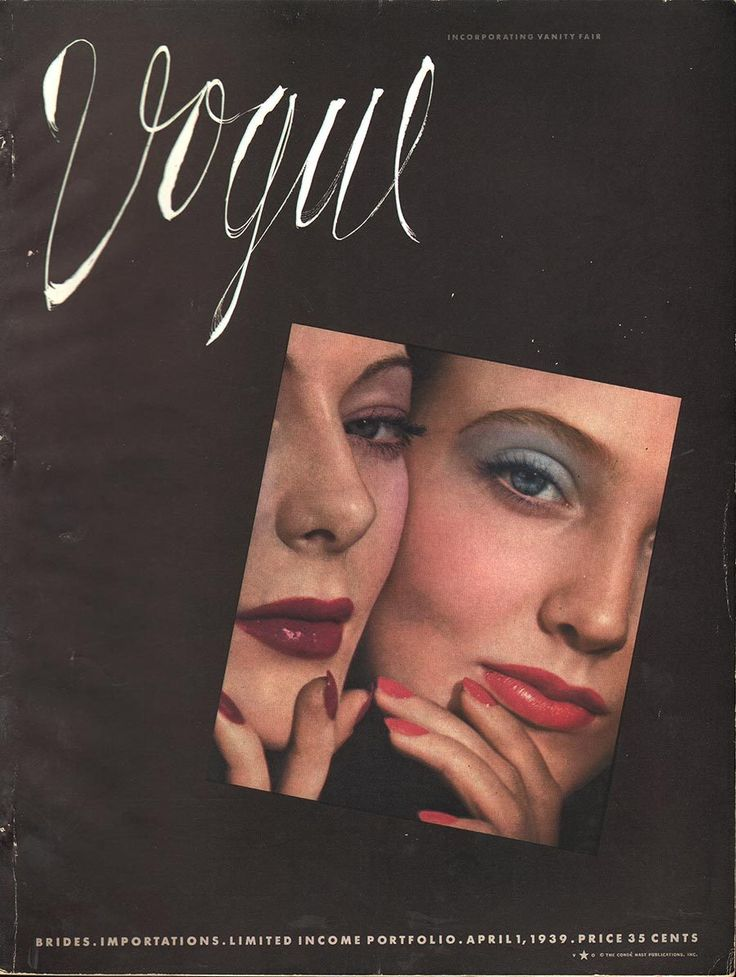 INCORPORATING VANITY FAIR
Vogue
BRIDES.IMPORTATIONS.LIMITED INCOME PORTFOLIO.APRIL 1, 1939.PRICE 35 CENTS
V ★ O © THE CONDÉ NAST PUBLICATIONS, INC.